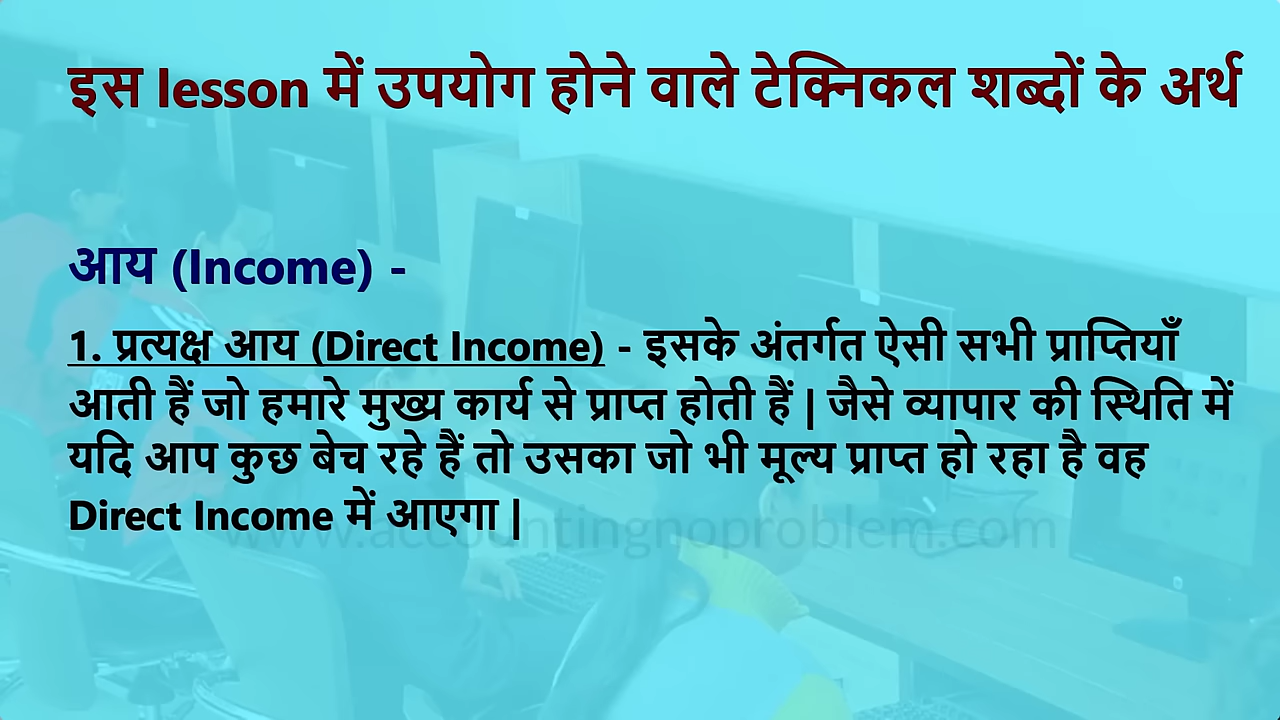 इस lesson में उपयोग होने वाले टेक्निकल शब्दों के अर्थ
आय (Income) -
1. प्रत्यक्ष आय (Direct Income) - इसके अंतर्गत ऐसी सभी प्राप्तियाँ
आती हैं जो हमारे मुख्य कार्य से प्राप्त होती हैं | जैसे व्यापार की स्थिति में
यदि आप कुछ बेच रहे हैं तो उसका जो भी मूल्य प्राप्त हो रहा है वह
Direct Income में आएगा |
www.accountingnoproblem.com